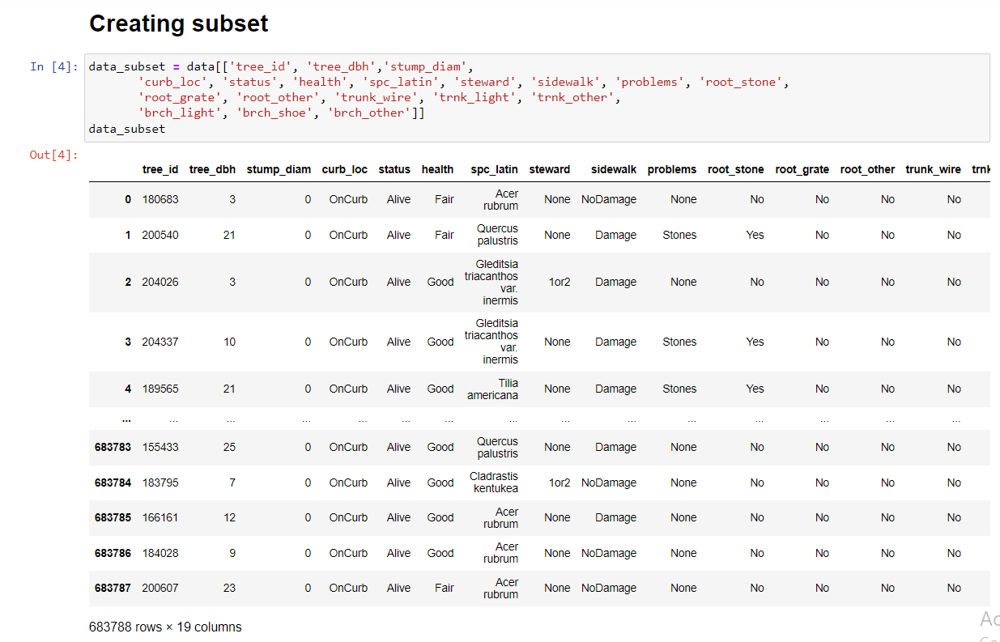 Creating subset
In [4]: data_subset = data[['tree_id', 'tree_dbh','stump_diam',
'curb_loc', 'status', 'health', 'spc_latin', 'steward', 'sidewalk', 'problems', 'root_stone',
'root_grate', 'root_other', 'trunk_wire', 'trnk_light', 'trnk_other',
'brch_light', 'brch_shoe', 'brch_other']]
data_subset
Out[4]:
tree_id tree_dbh stump_diam curb_loc status health spc_latin steward sidewalk problems root_stone root_grate root_other trunk_wire trnk
0 180683 3 0 OnCurb Alive Fair Acer rubrum None NoDamage None No No No No
1 200540 21 0 OnCurb Alive Fair Quercus palustris None Damage Stones Yes No No No
2 204026 3 0 OnCurb Alive Good Gleditsia triacanthos var. inermis 1or2 Damage None No No No No
3 204337 10 0 OnCurb Alive Good Gleditsia triacanthos var. inermis None Damage Stones Yes No No No
4 189565 21 0 OnCurb Alive Good Tilia americana None Damage Stones Yes No No No
... ... ... ... ... ... ... ... ... ... ... ... ... ... ...
683783 155433 25 0 OnCurb Alive Good Quercus palustris None Damage None No No No No
683784 183795 7 0 OnCurb Alive Good Cladrastis kentukea 1or2 NoDamage None No No No No
683785 166161 12 0 OnCurb Alive Good Acer rubrum None Damage None No No No No
683786 184028 9 0 OnCurb Alive Good Acer rubrum None NoDamage None No No No No
683787 200607 23 0 OnCurb Alive Fair Acer rubrum None NoDamage None No No No No
683788 rows × 19 columns